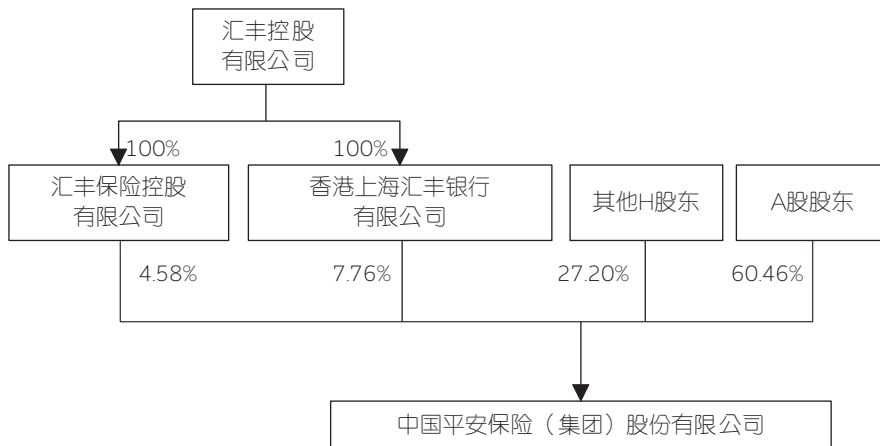 汇丰控股
有限公司
100%
100%
汇丰保险控股
有限公司
香港上海汇丰银行
有限公司
其他H股东
A股股东
4.58%
7.76%
27.20%
60.46%
中国平安保险（集团）股份有限公司